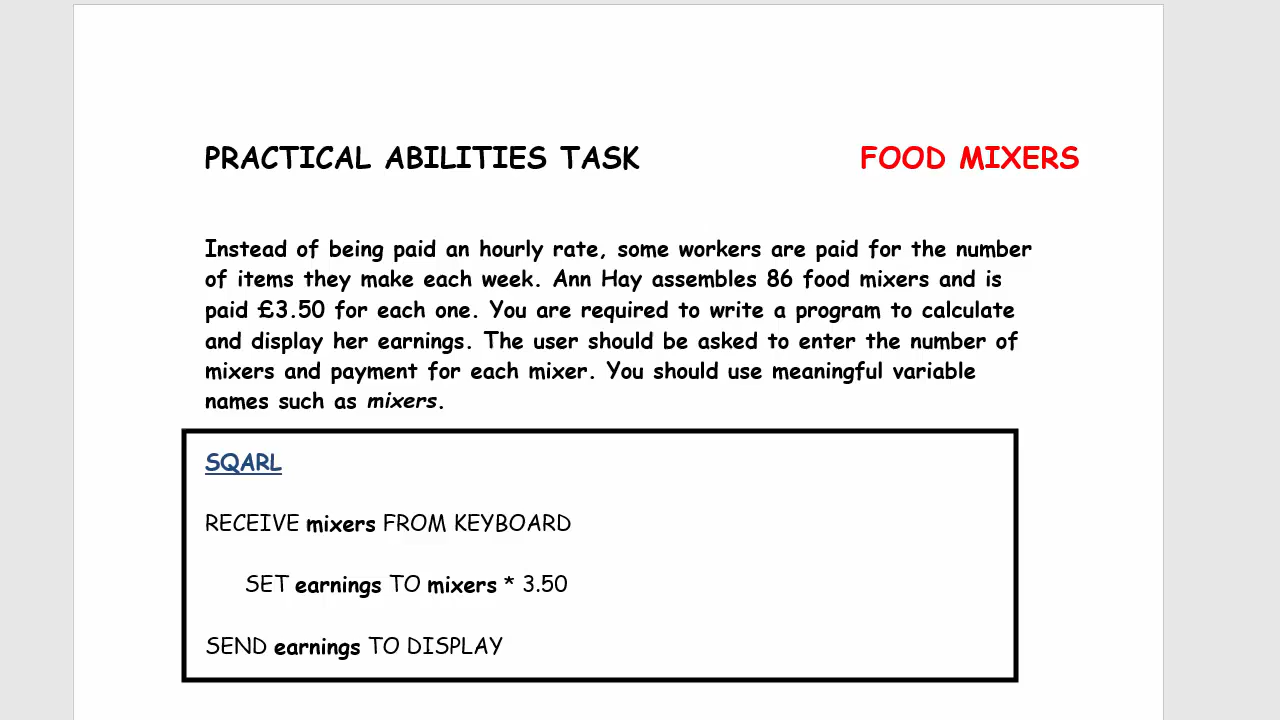 PRACTICAL ABILITIES TASK FOOD MIXERS
Instead of being paid an hourly rate, some workers are paid for the number
of items they make each week. Ann Hay assembles 86 food mixers and is
paid £3.50 for each one. You are required to write a program to calculate
and display her earnings. The user should be asked to enter the number of
mixers and payment for each mixer. You should use meaningful variable
names such as mixers.
SQARL
RECEIVE mixers FROM KEYBOARD
SET earnings TO mixers * 3.50
SEND earnings TO DISPLAY